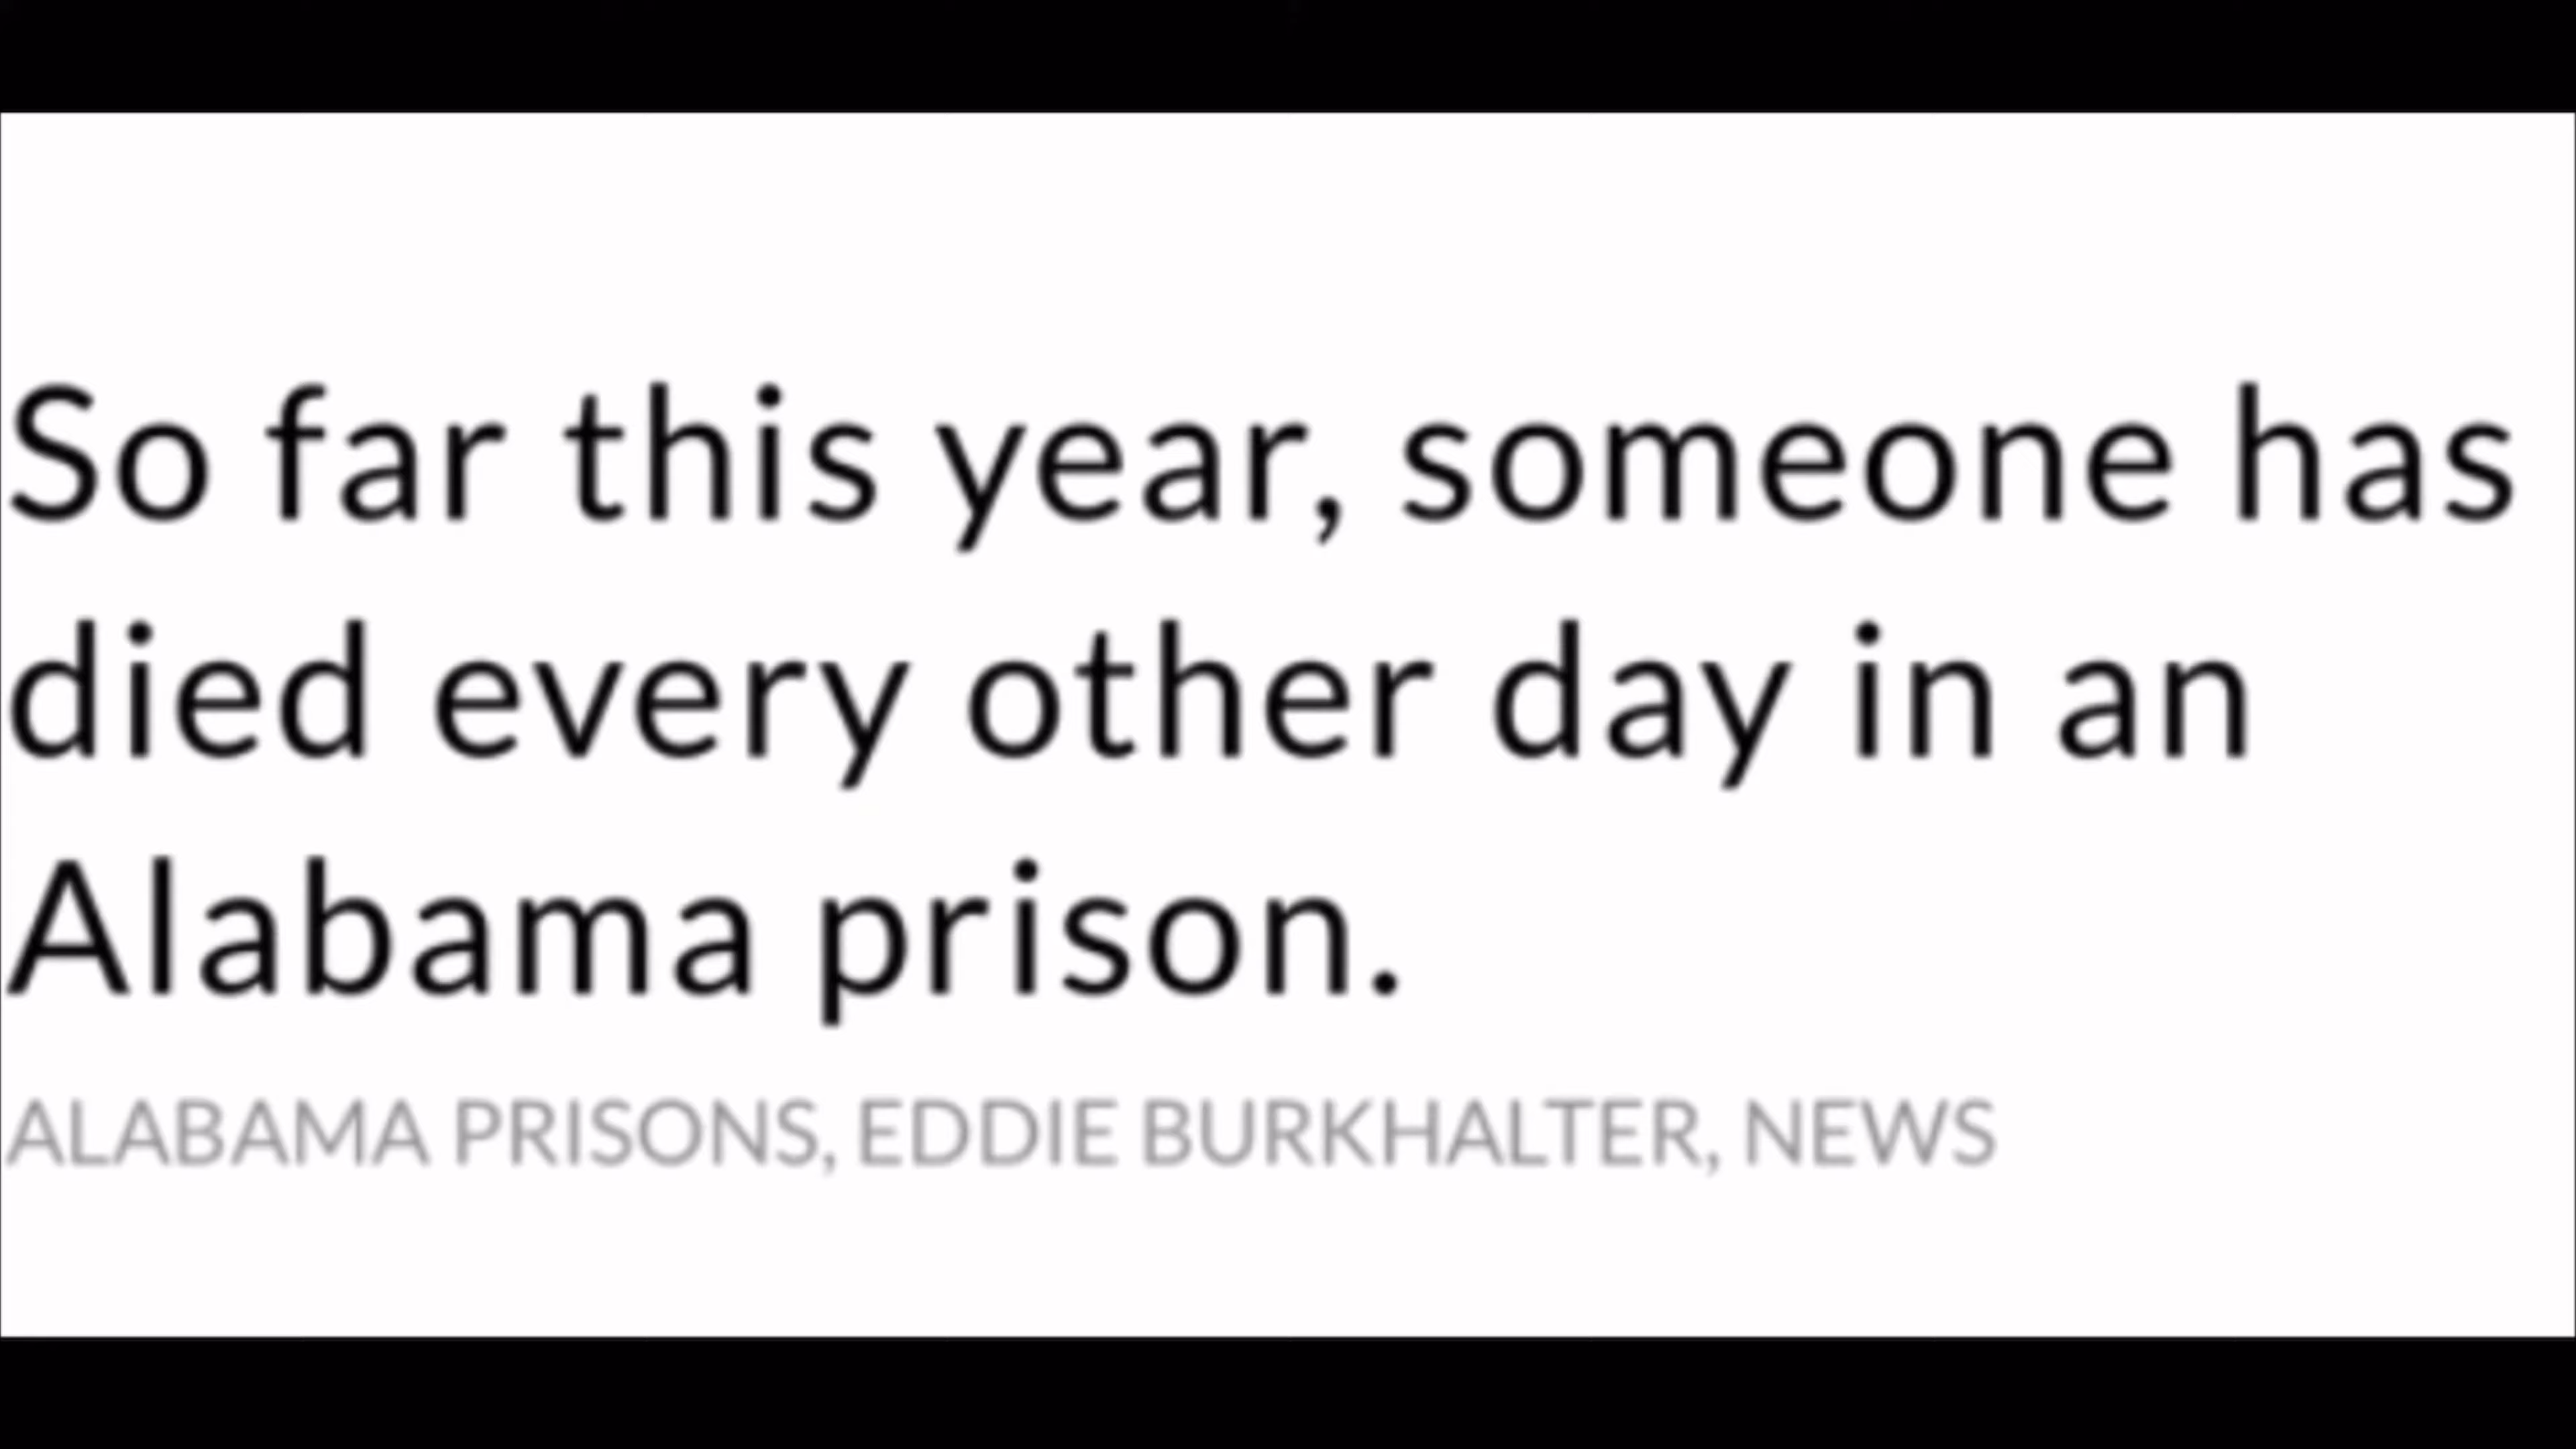 So far this year, someone has
died every other day in an
Alabama prison.
ALABAMA PRISONS, EDDIE BURKHALTER, NEWS